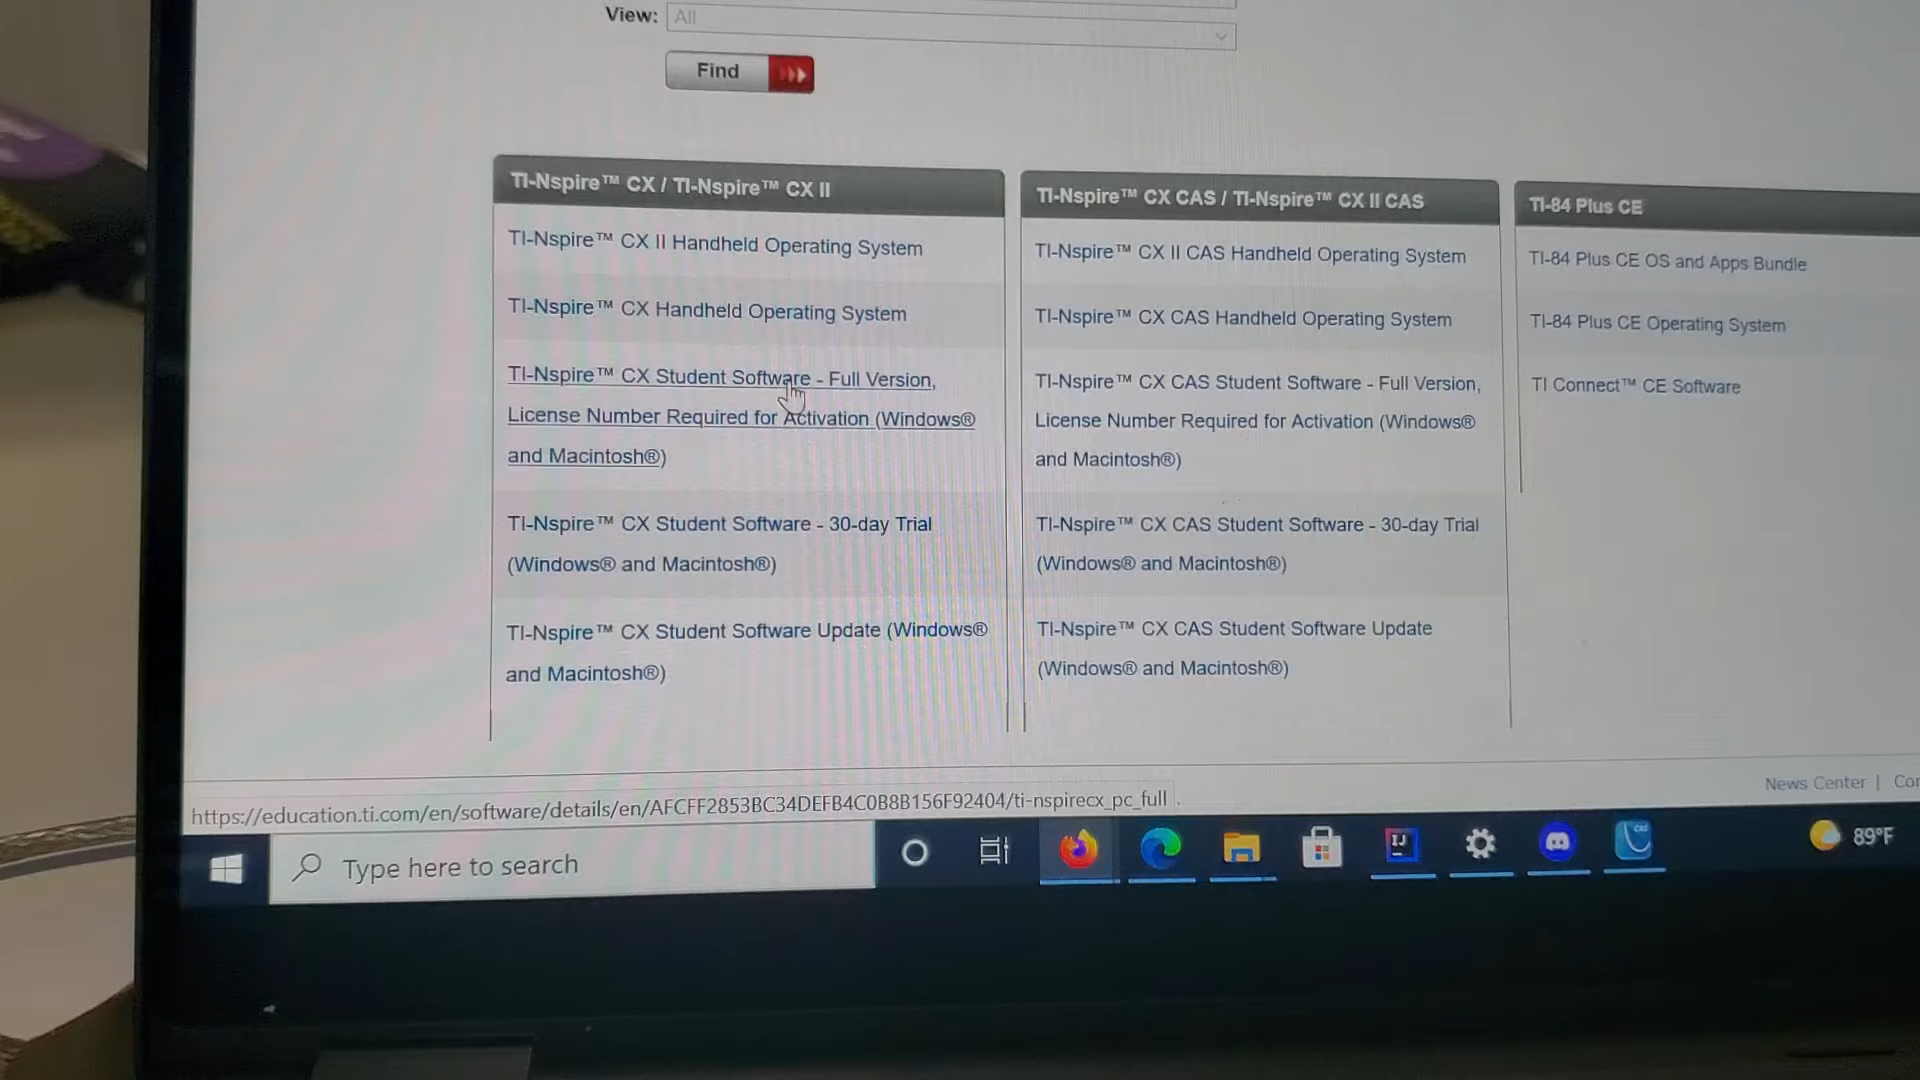 View: All
Find
TI-Nspire™ CX / TI-Nspire™ CX II
TI-Nspire™ CX II Handheld Operating System
TI-Nspire™ CX Handheld Operating System
TI-Nspire™ CX Student Software - Full Version,
License Number Required for Activation (Windows®
and Macintosh®)
TI-Nspire™ CX Student Software - 30-day Trial
(Windows® and Macintosh®)
TI-Nspire™ CX Student Software Update (Windows®
and Macintosh®)
TI-Nspire™ CX CAS / TI-Nspire™ CX II CAS
TI-Nspire™ CX II CAS Handheld Operating System
TI-Nspire™ CX CAS Handheld Operating System
TI-Nspire™ CX CAS Student Software - Full Version,
License Number Required for Activation (Windows®
and Macintosh®)
TI-Nspire™ CX CAS Student Software - 30-day Trial
(Windows® and Macintosh®)
TI-Nspire™ CX CAS Student Software Update
(Windows® and Macintosh®)
TI-84 Plus CE
TI-84 Plus CE OS and Apps Bundle
TI-84 Plus CE Operating System
TI Connect™ CE Software
News Center |
https://education.ti.com/en/software/details/en/AFCFF2853BC34DEFB4C0B8B156F92404/ti-nspirecx_pc_full
Type here to search
IJ
CAS
89°F